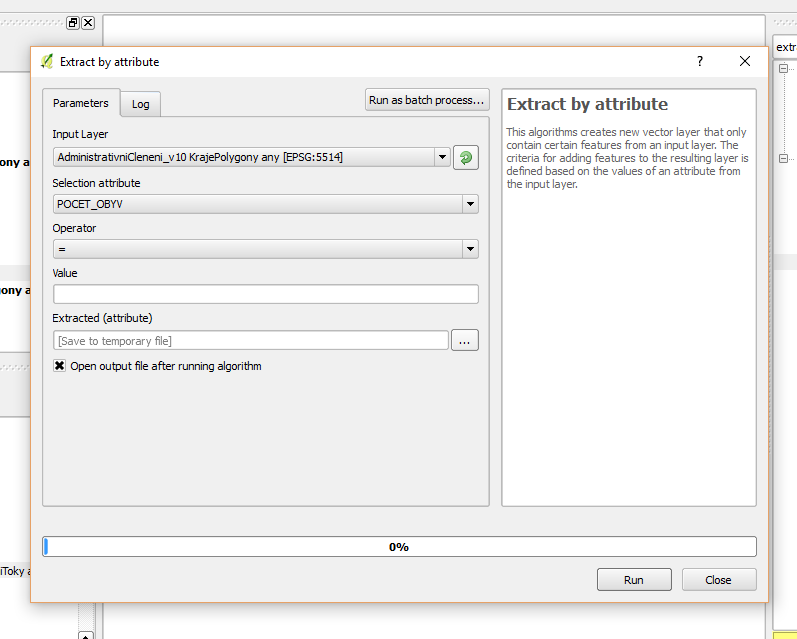 Extract by attribute
?
Parameters
Log
Run as batch process...
Input Layer
AdministrativniCleneni_v10 KrajePolygony any [EPSG:5514]
Selection attribute
POCET_OBYV
Operator
=
Value
Extracted (attribute)
[Save to temporary file]
...
Open output file after running algorithm
Extract by attribute
This algorithms creates new vector layer that only
contain certain features from an input layer. The
criteria for adding features to the resulting layer is
defined based on the values of an attribute from
the input layer.
0%
Run
Close
ony a
gony a
iToky a
extr